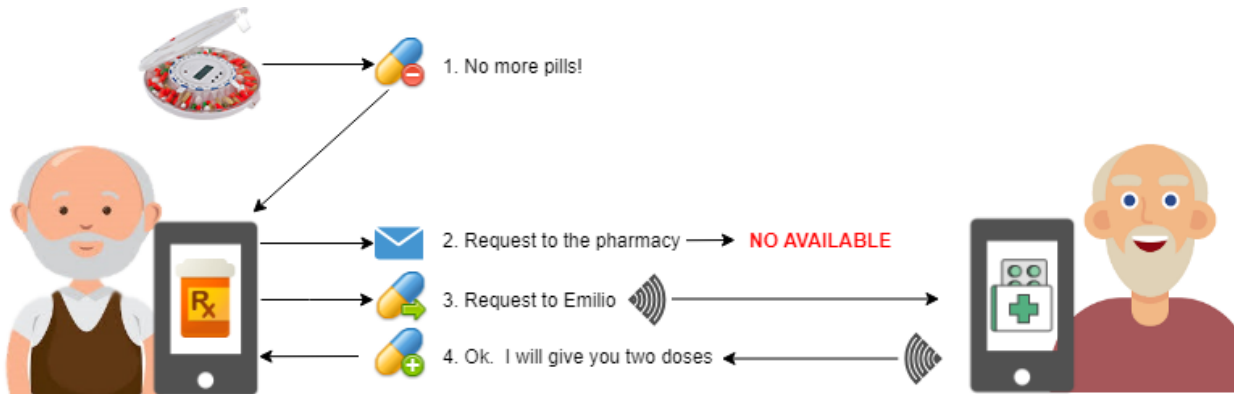 1. No more pills!
2. Request to the pharmacy NO AVAILABLE
Rx
3. Request to Emilio
4. Ok. I will give you two doses